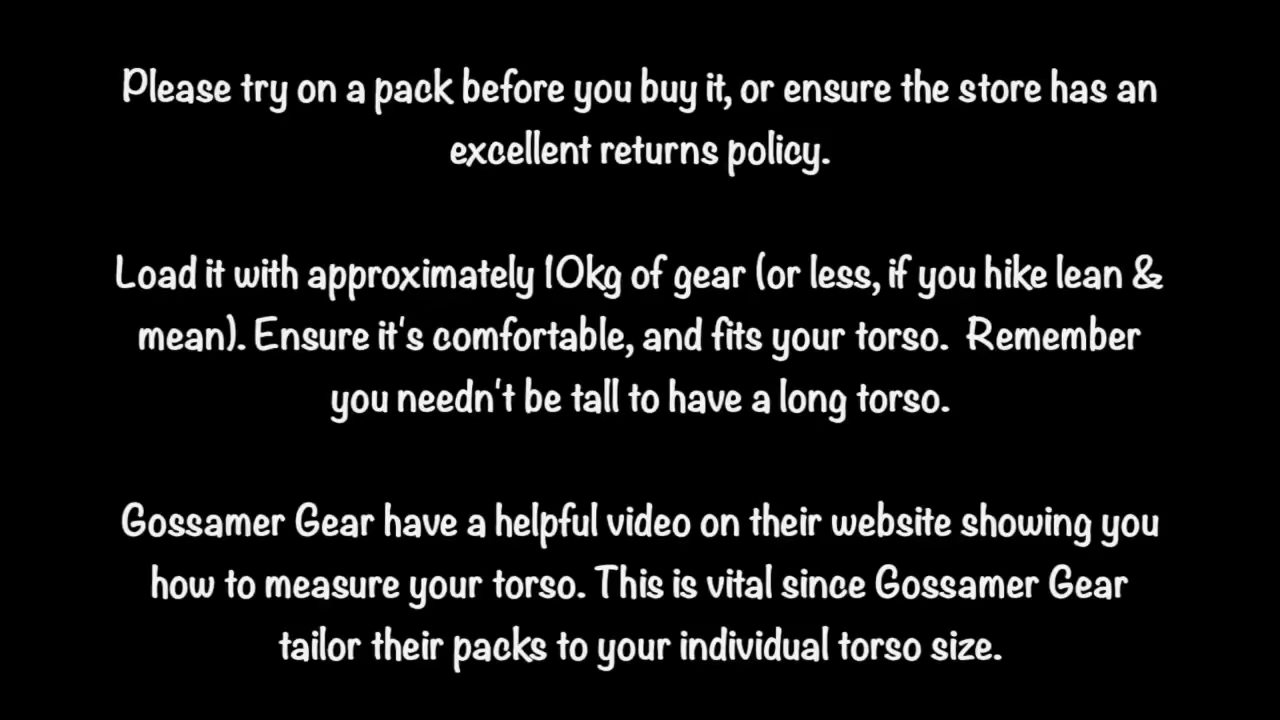 Please try on a pack before you buy it, or ensure the store has an
excellent returns policy.
Load it with approximately 10kg of gear (or less, if you hike lean &
mean). Ensure it's comfortable, and fits your torso. Remember
you needn't be tall to have a long torso.
Gossamer Gear have a helpful video on their website showing you
how to measure your torso. This is vital since Gossamer Gear
tailor their packs to your individual torso size.